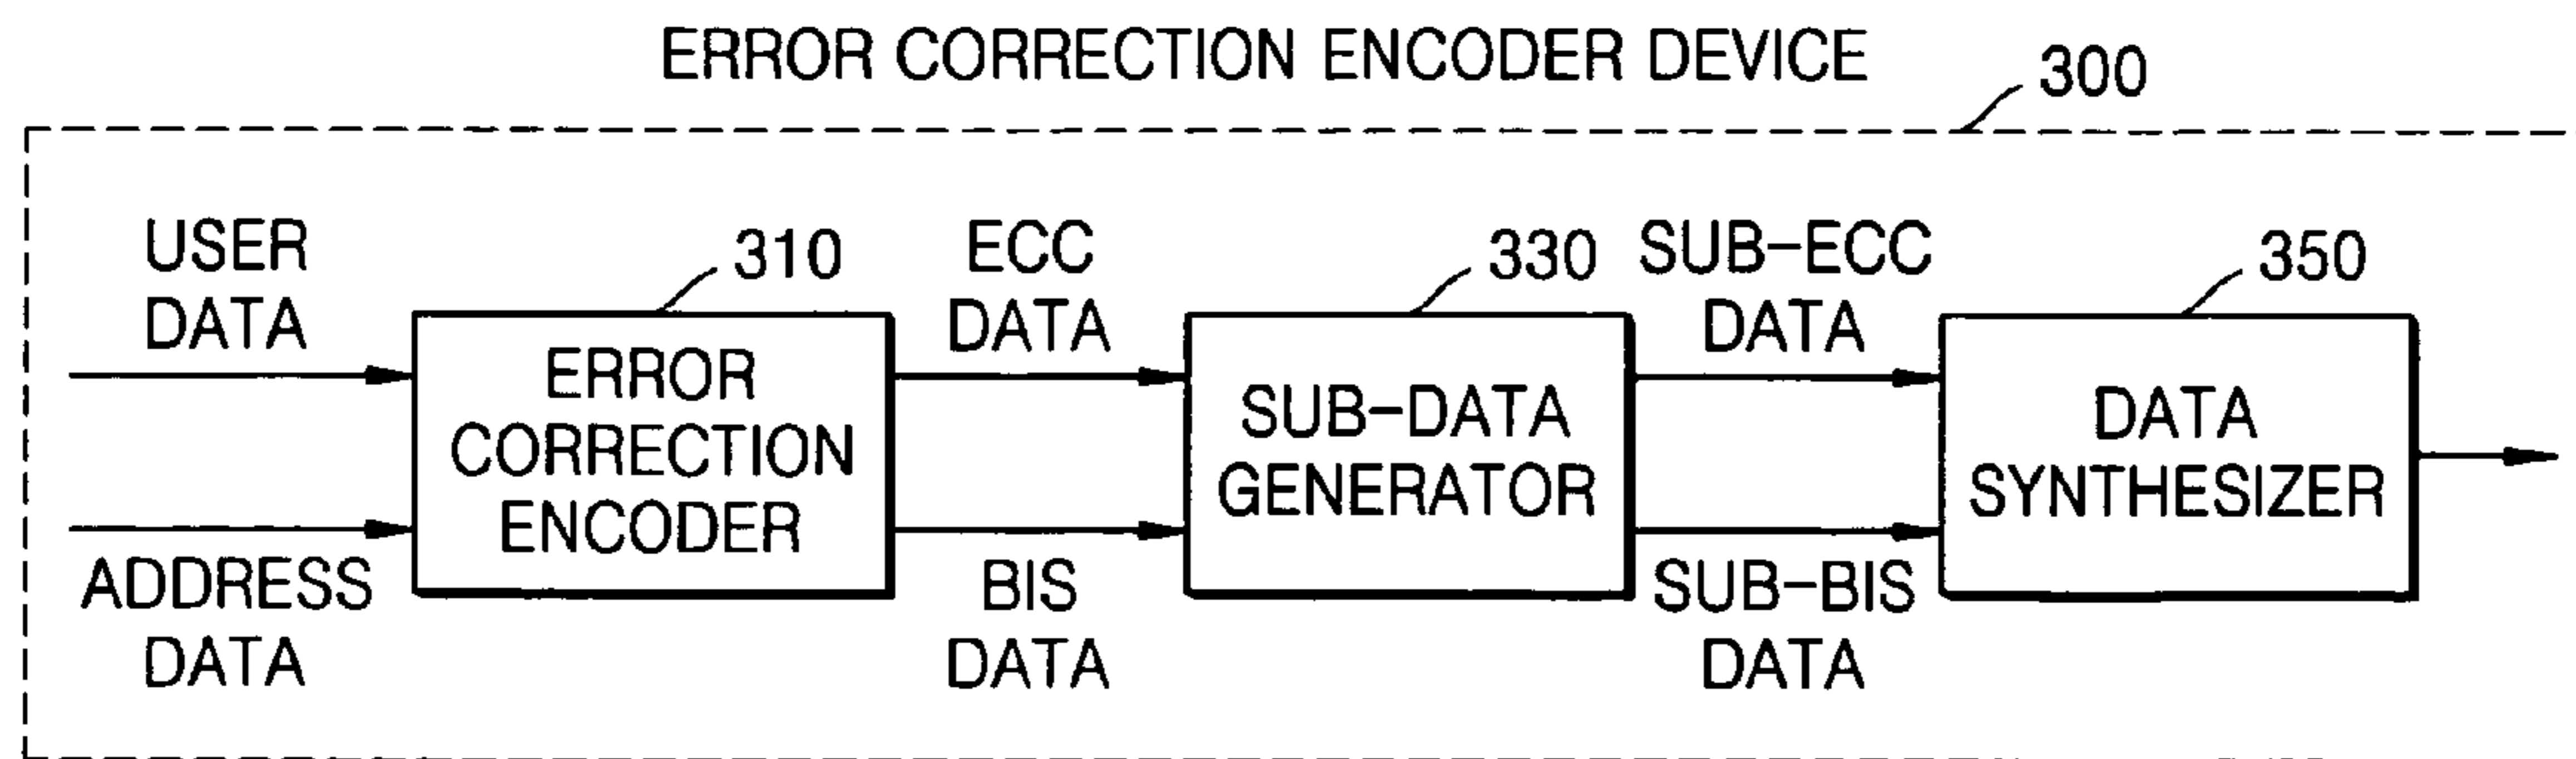 ERROR CORRECTION ENCODER DEVICE
300
USER
DATA
310
ECC
DATA
330
SUB-ECC
DATA
350
ERROR
CORRECTION
ENCODER
SUB-DATA
GENERATOR
DATA
SYNTHESIZER
ADDRESS
DATA
BIS
DATA
SUB-BIS
DATA